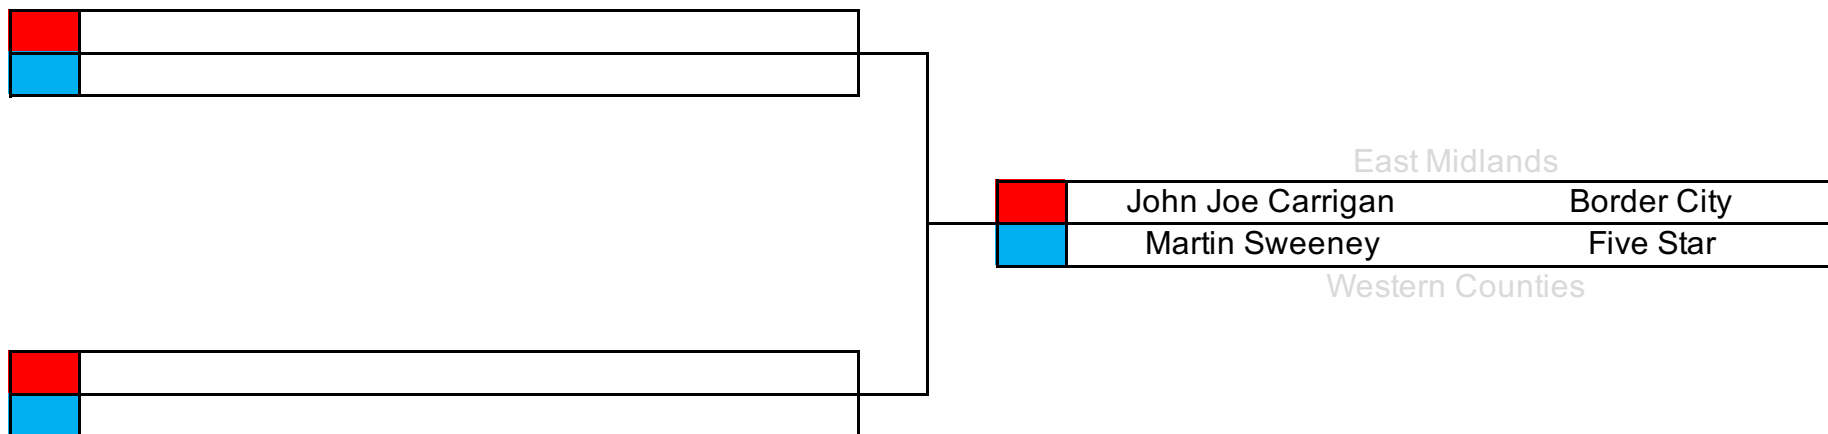 East Midlands
John Joe Carrigan Border City
Martin Sweeney Five Star
Western Counties